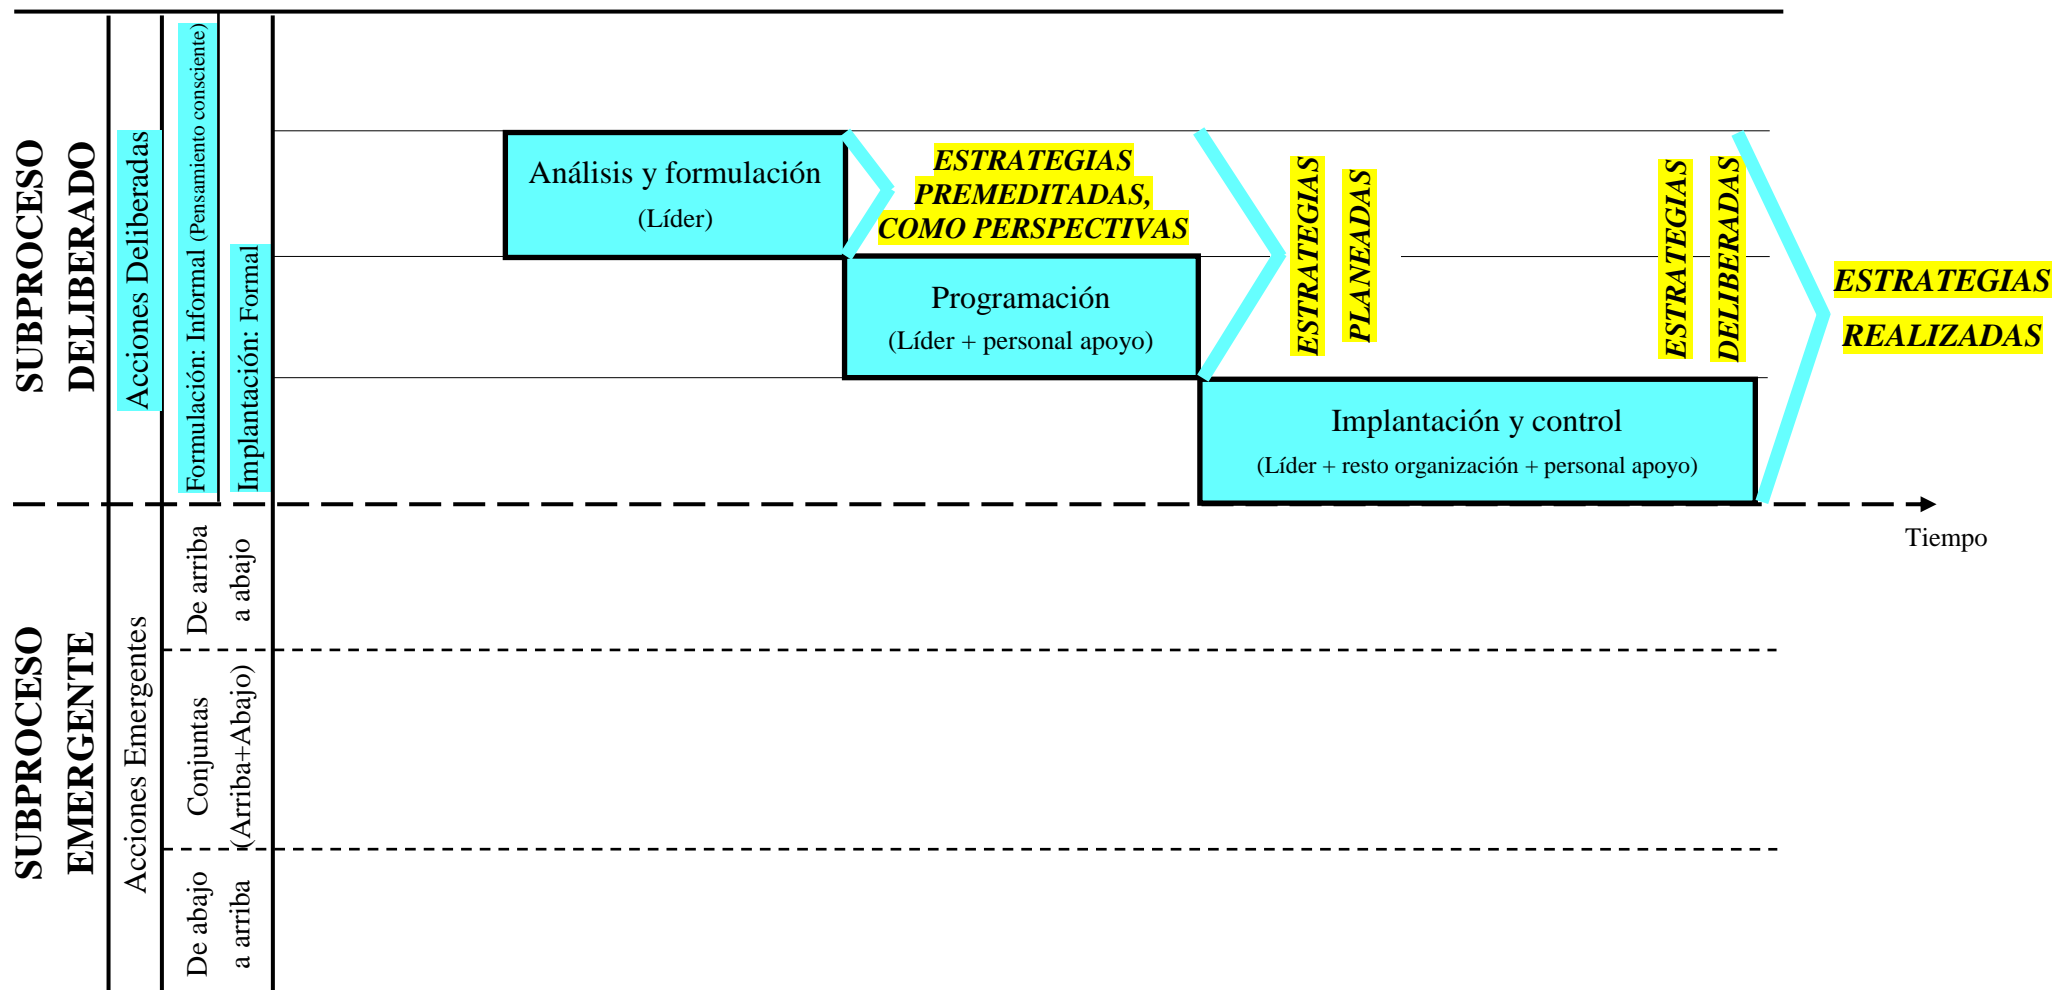 SUBPROCESO
DELIBERADO
Acciones Deliberadas
Formulación: Informal (Pensamiento consciente)
Implantación: Formal
Análisis y formulación
(Líder)
ESTRATEGIAS
PREMEDITADAS,
COMO PERSPECTIVAS
Programación
(Líder + personal apoyo)
ESTRATEGIAS
PLANEADAS
Implantación y control
(Líder + resto organización + personal apoyo)
ESTRATEGIAS
DELIBERADAS
ESTRATEGIAS
REALIZADAS
Tiempo
SUBPROCESO
EMERGENTE
Acciones Emergentes
De arriba
a abajo
Conjuntas
(Arriba+Abajo)
De abajo
a arriba